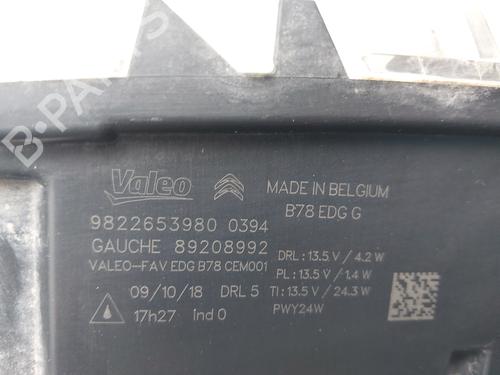 B-PARTS
Valeo
MADE IN BELGIUM
B78 EDG G
9822653980 0394
GAUCHE 89208992
VALEO-FAV EDG B78 CEM001
DRL : 13.5 V / 4.2 W
PL : 13.5 V / 1.4 W
09/10/18 DRL 5
TI : 13.5 V / 24.3 W
17h27 ind 0
PWY24W